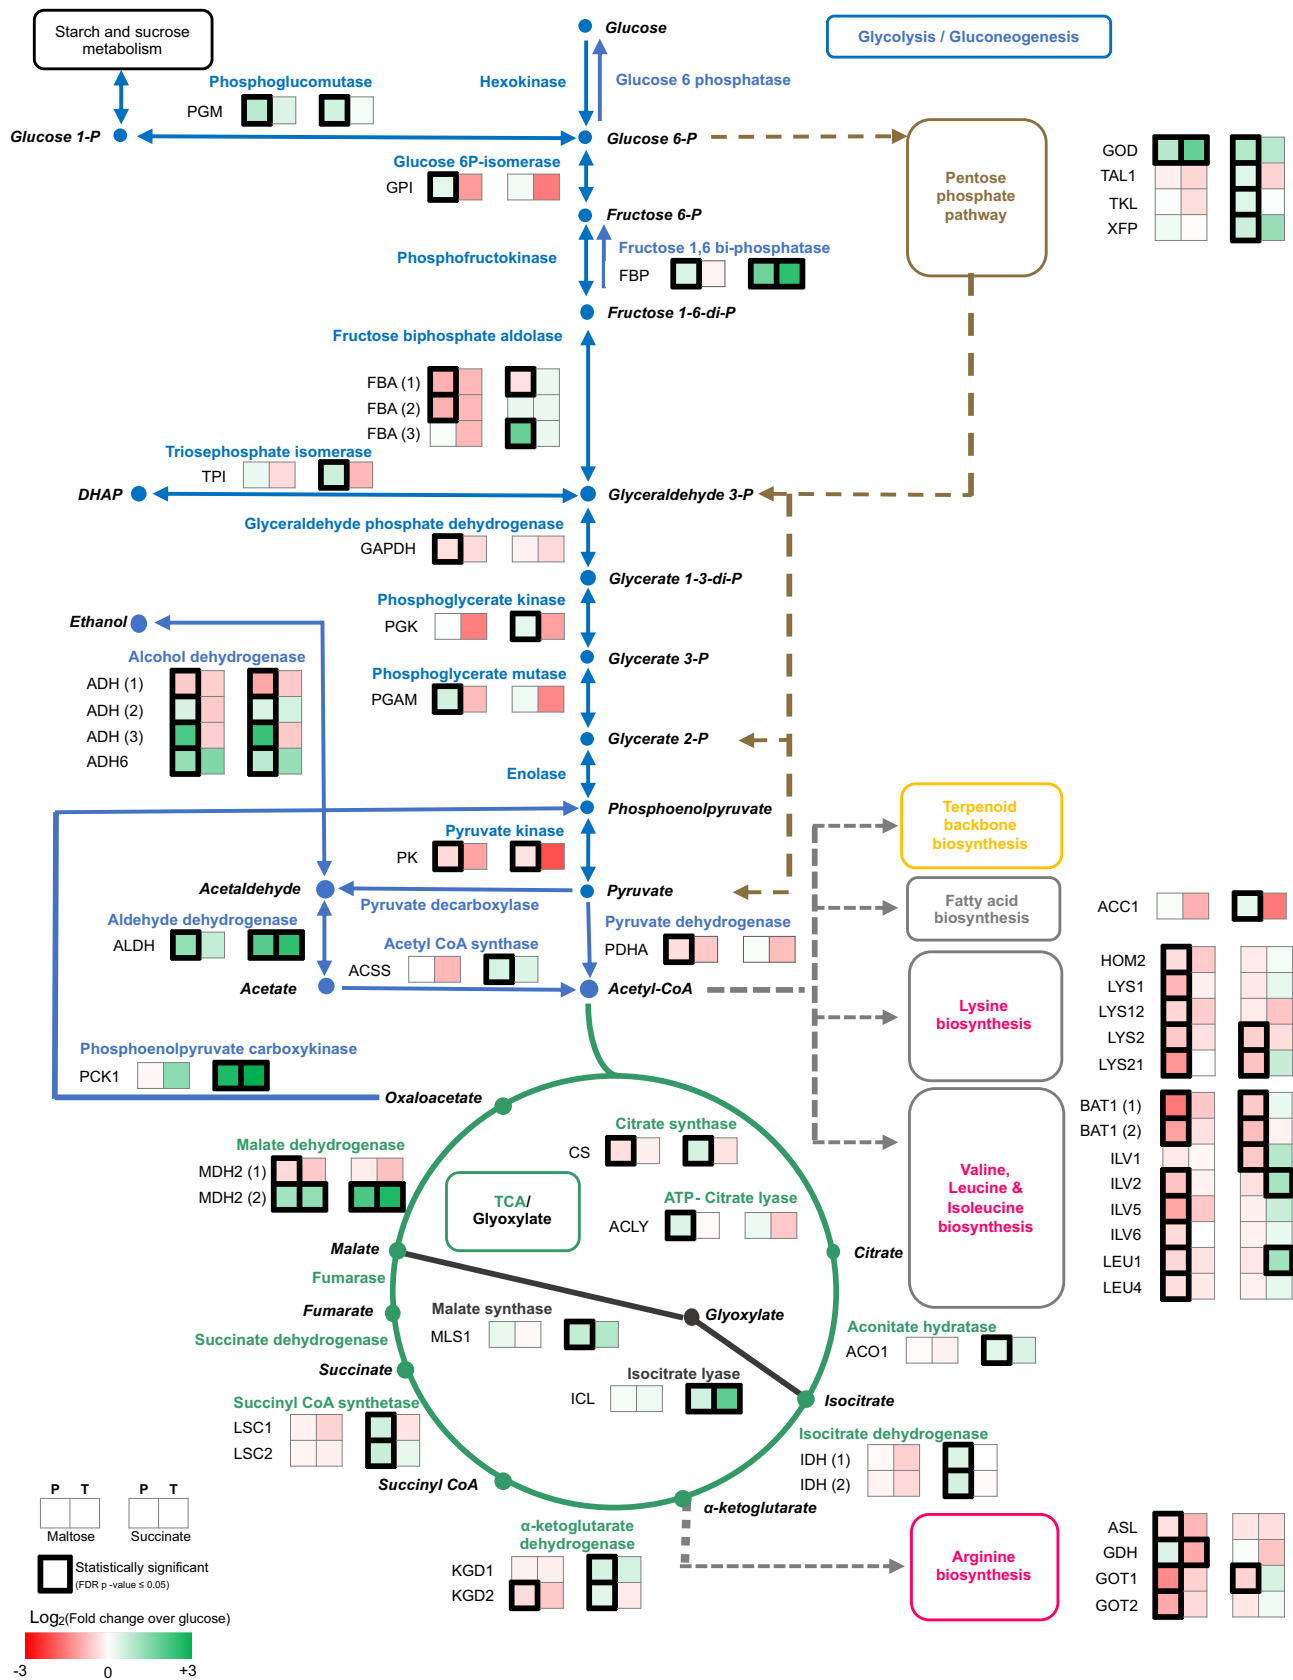 Starch and sucrose
metabolism
Glucose
Glycolysis / Gluconeogenesis
Phosphoglucomutase
PGM
Hexokinase
Glucose 6 phosphatase
Glucose 1-P
Glucose 6-P
Glucose 6P-isomerase
GPI
Pentose
phosphate
pathway
GOD
TAL1
TKL
XFP
Fructose 6-P
Phosphofructokinase
Fructose 1,6 bi-phosphatase
FBP
Fructose 1-6-di-P
Fructose biphosphate aldolase
FBA (1)
FBA (2)
FBA (3)
Triosephosphate isomerase
TPI
DHAP
Glyceraldehyde 3-P
Glyceraldehyde phosphate dehydrogenase
GAPDH
Glycerate 1-3-di-P
Phosphoglycerate kinase
PGK
Ethanol
Glycerate 3-P
Alcohol dehydrogenase
ADH (1)
ADH (2)
ADH (3)
ADH6
Phosphoglycerate mutase
PGAM
Glycerate 2-P
Enolase
Phosphoenolpyruvate
Terpenoid
backbone
biosynthesis
Pyruvate kinase
PK
Acetaldehyde
Pyruvate
Pyruvate decarboxylase
Fatty acid
biosynthesis
ACC1
Aldehyde dehydrogenase
ALDH
Acetyl CoA synthase
ACSS
Pyruvate dehydrogenase
PDHA
Acetate
Acetyl-CoA
Lysine
biosynthesis
HOM2
LYS1
LYS12
LYS2
LYS21
Phosphoenolpyruvate carboxykinase
PCK1
Oxaloacetate
Valine,
Leucine &
Isoleucine
biosynthesis
BAT1 (1)
BAT1 (2)
ILV1
ILV2
ILV5
ILV6
LEU1
LEU4
Malate dehydrogenase
MDH2 (1)
MDH2 (2)
Citrate synthase
CS
TCA/
Glyoxylate
ATP- Citrate lyase
ACLY
Malate
Citrate
Fumarase
Fumarate
Malate synthase
MLS1
Glyoxylate
Succinate dehydrogenase
Succinate
Aconitate hydratase
ACO1
Isocitrate lyase
ICL
Isocitrate
Succinyl CoA synthetase
LSC1
LSC2
Isocitrate dehydrogenase
IDH (1)
IDH (2)
Succinyl CoA
α-ketoglutarate
α-ketoglutarate
dehydrogenase
KGD1
KGD2
Arginine
biosynthesis
ASL
GDH
GOT1
GOT2
P T P T
Maltose Succinate
Statistically significant
(FDR p -value ≤ 0.05)
Log2(Fold change over glucose)
-3 0 +3